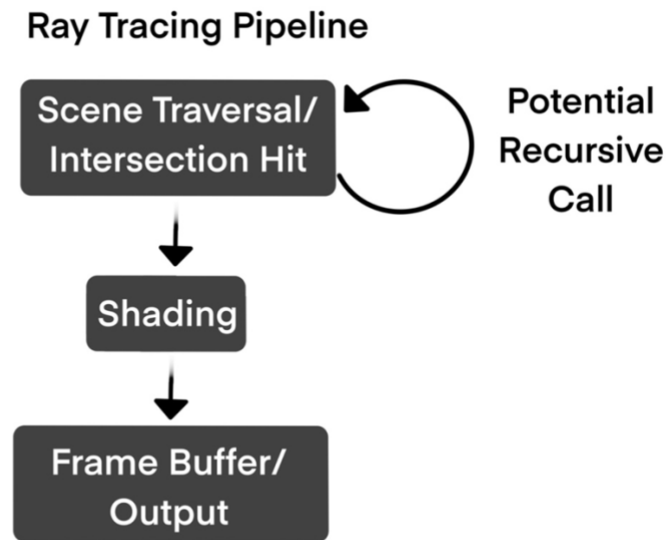 Ray Tracing Pipeline
Scene Traversal/
Intersection Hit
Potential
Recursive
Call
Shading
Frame Buffer/
Output